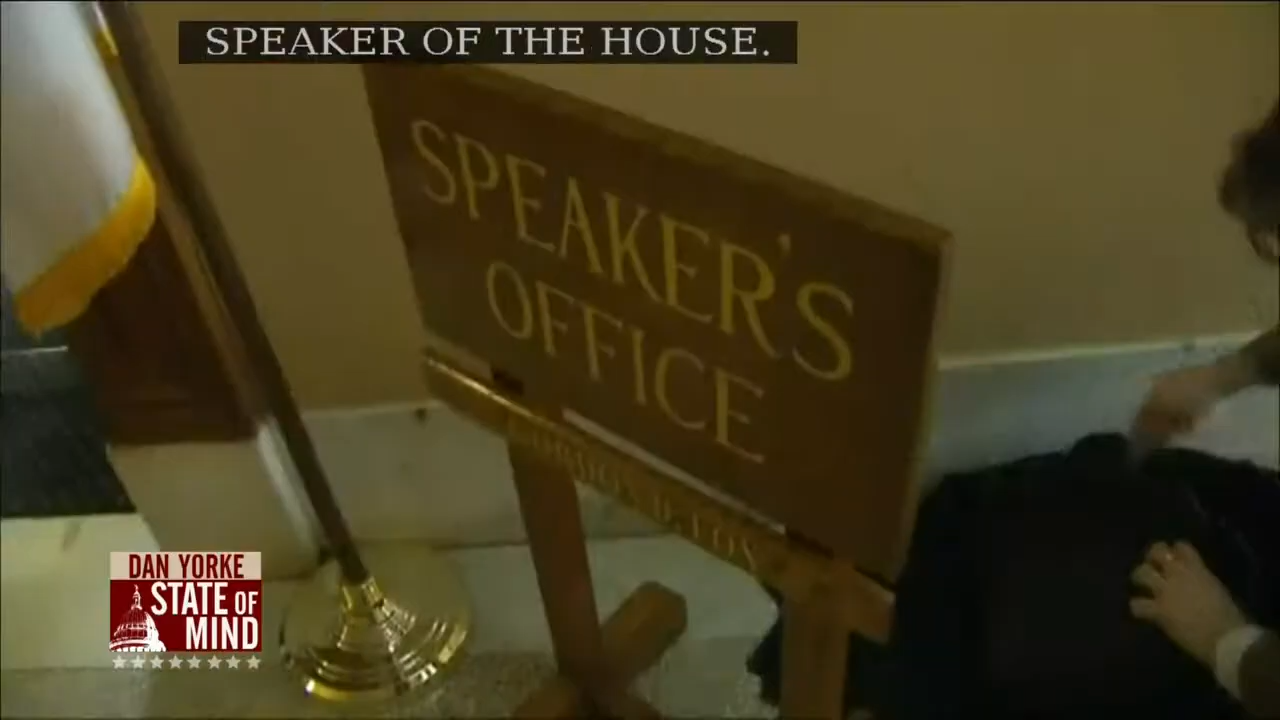 SPEAKER OF THE HOUSE.
SPEAKER'S
OFFICE
DAN YORKE
STATE OF
MIND